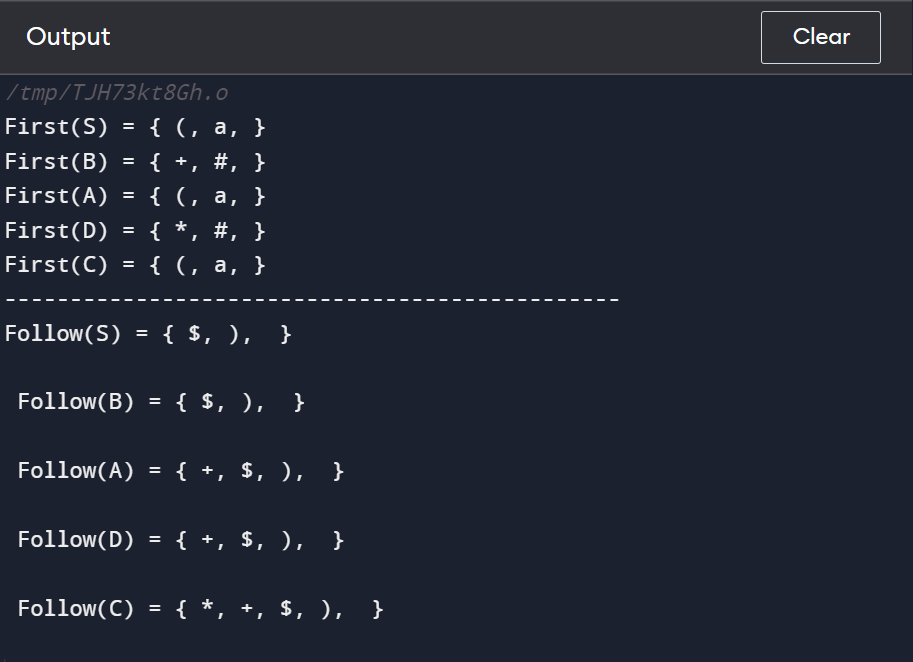 Output
Clear
/tmp/TJH73kt8Gh.o
First(S) = { (, a, }
First(B) = { +, #, }
First(A) = { (, a, }
First(D) = { *, #, }
First(C) = { (, a, }
-----------------------------------------------
Follow(S) = { $, ),  }
Follow(B) = { $, ),  }
Follow(A) = { +, $, ),  }
Follow(D) = { +, $, ),  }
Follow(C) = { *, +, $, ),  }